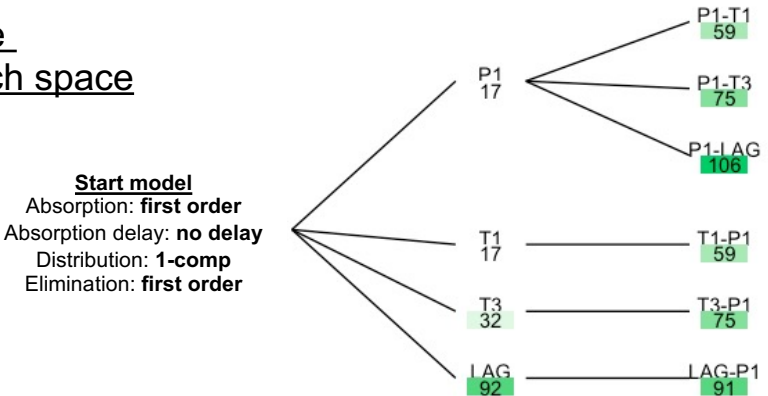 space
Start model
Absorption: first order
Absorption delay: no delay
Distribution: 1-comp
Elimination: first order
P1
17
T1
17
T3
32
LAG
92
P1-T1
59
P1-T3
75
P1-LAG
106
T1-P1
59
T3-P1
75
LAG-P1
91